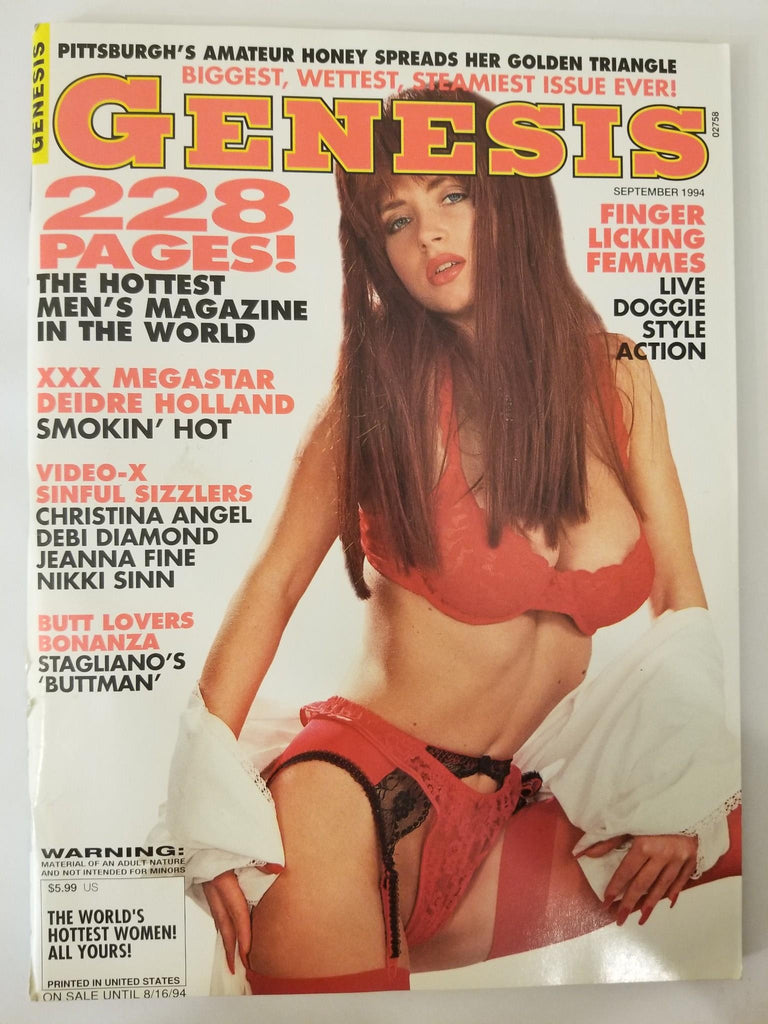 GENESIS
PITTSBURGH'S AMATEUR HONEY SPREADS HER GOLDEN TRIANGLE
BIGGEST, WETTEST, STEAMIEST ISSUE EVER!
GENESIS
02758
SEPTEMBER 1994
228
PAGES!
THE HOTTEST
MEN'S MAGAZINE
IN THE WORLD
XXX MEGASTAR
DEIDRE HOLLAND
SMOKIN' HOT
VIDEO-X
SINFUL SIZZLERS
CHRISTINA ANGEL
DEBI DIAMOND
JEANNA FINE
NIKKI SINN
BUTT LOVERS
BONANZA
STAGLIANO'S
'BUTTMAN'
FINGER
LICKING
FEMMES
LIVE
DOGGIE
STYLE
ACTION
WARNING:
MATERIAL OF AN ADULT NATURE
AND NOT INTENDED FOR MINORS
$5.99 US
THE WORLD'S
HOTTEST WOMEN!
ALL YOURS!
PRINTED IN UNITED STATES
ON SALE UNTIL 8/16/94